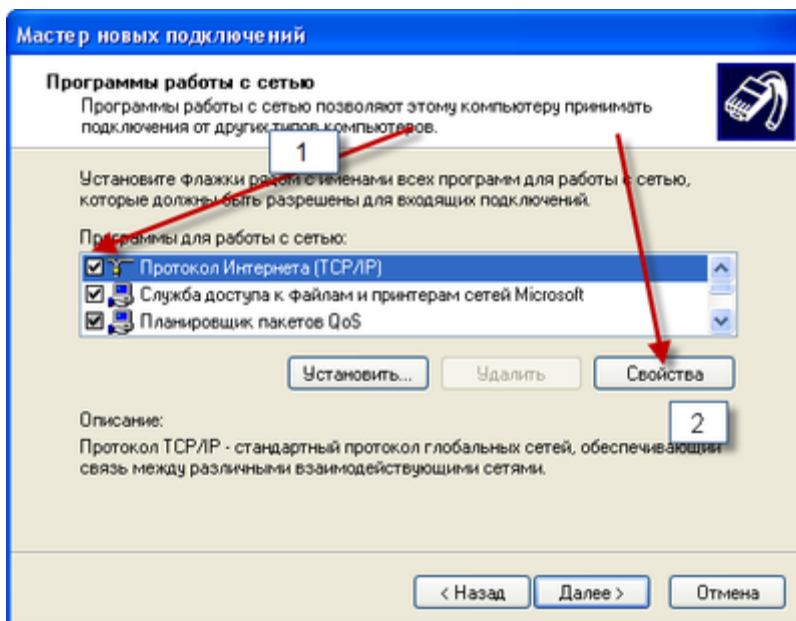 Мастер новых подключений
Программы работы с сетью
Программы работы с сетью позволяют этому компьютеру принимать
подключения от других типов компьютеров.
1
Установите флажки рядом с именами всех программ для работы с сетью,
которые должны быть разрешены для входящих подключений.
Программы для работы с сетью:
Протокол Интернета (TCP/IP)
Служба доступа к файлам и принтерам сетей Microsoft
Планировщик пакетов QoS
Установить... Удалить Свойства
2
Описание:
Протокол TCP/IP - стандартный протокол глобальных сетей, обеспечивающий
связь между различными взаимодействующими сетями.
< Назад Далее > Отмена